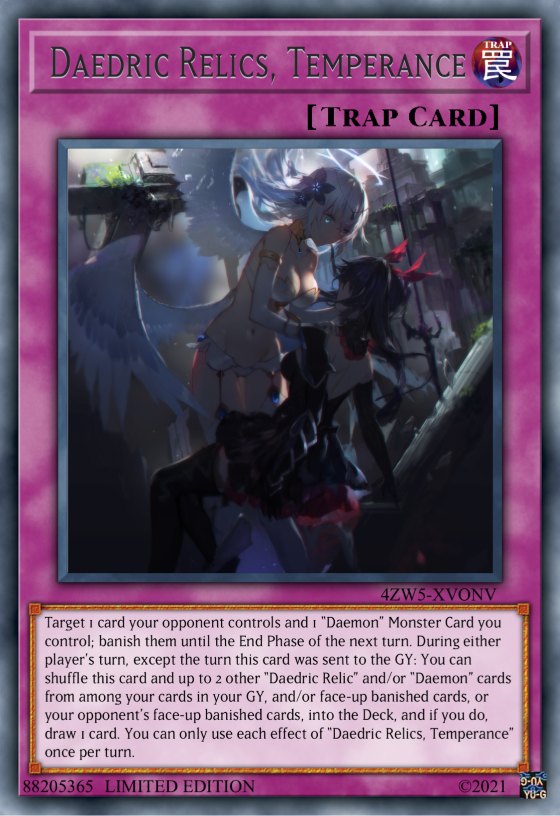 Daedric Relics, Temperance
TRAP
罠
[Trap Card]
4ZW5-XVONV
Target 1 card your opponent controls and 1 "Daemon" Monster Card you
control; banish them until the End Phase of the next turn. During either
player's turn, except the turn this card was sent to the GY: You can
shuffle this card and up to 2 other "Daedric Relic" and/or "Daemon" cards
from among your cards in your GY, and/or face-up banished cards, or
your opponent's face-up banished cards, into the Deck, and if you do,
draw 1 card. You can only use each effect of "Daedric Relics, Temperance"
once per turn.
88205365 LIMITED EDITION
©2021
YU-G
YU-G